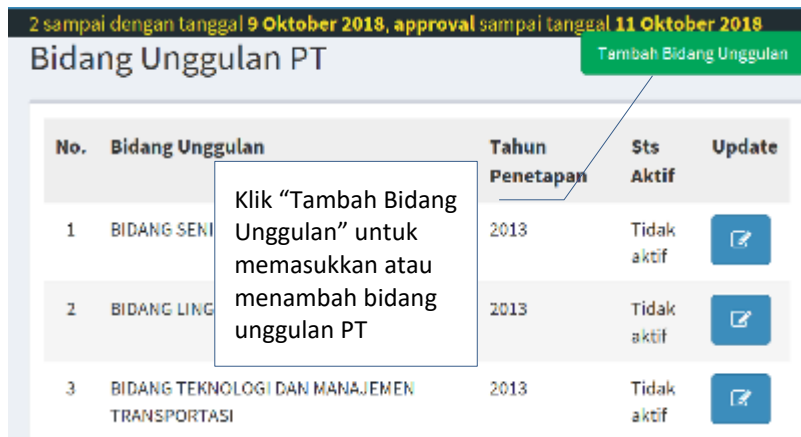 2 sampai dengan tanggal 9 Oktober 2018, approval sampai tanggal 11 Oktober 2018
Bidang Unggulan PT
Tambah Bidang Unggulan
No. Bidang Unggulan Tahun Penetapan Sts Aktif Update
Klik “Tambah Bidang
Unggulan” untuk
memasukkan atau
menambah bidang
unggulan PT
1 BIDANG SENI 2013 Tidak aktif
2 BIDANG LING 2013 Tidak aktif
3 BIDANG TEKNOLOGI DAN MANAJEMEN TRANSPORTASI 2013 Tidak aktif